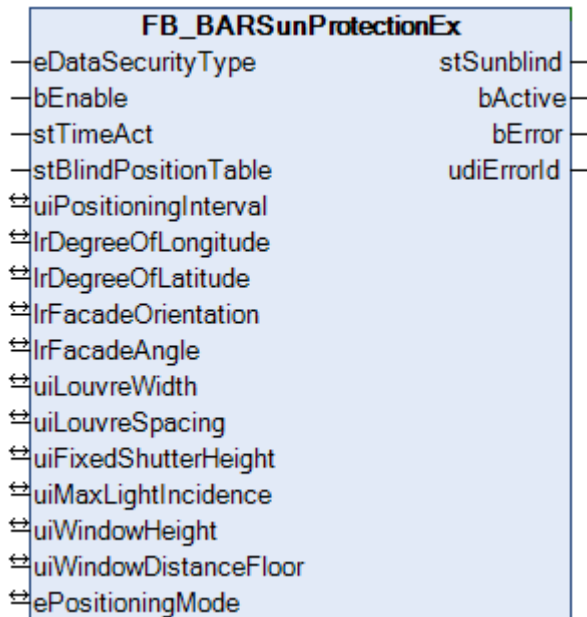 FB_BARSunProtectionEx
eDataSecurityType stSunblind
bEnable bActive
stTimeAct bError
stBlindPositionTable udiErrorId
uiPositioningInterval
lrDegreeOfLongitude
lrDegreeOfLatitude
lrFacadeOrientation
lrFacadeAngle
uiLouvreWidth
uiLouvreSpacing
uiFixedShutterHeight
uiMaxLightIncidence
uiWindowHeight
uiWindowDistanceFloor
ePositioningMode